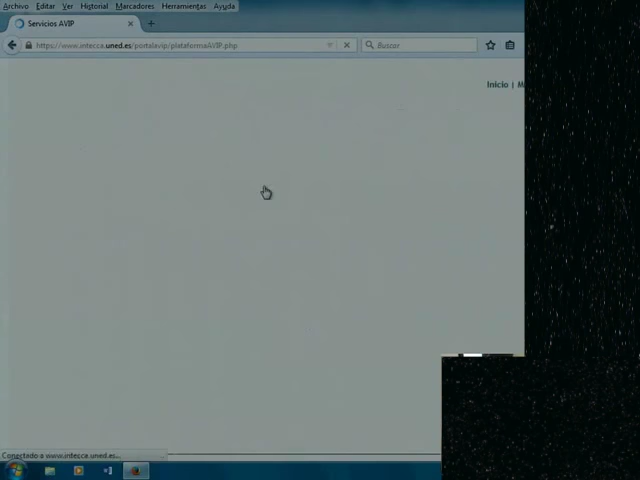 Archivo Editar Ver Historial Marcadores Herramientas Ayuda
Servicios AVIP
https://www.intecca.uned.es/portalavip/plataformaAVIP.php
Buscar
Inicio | M
Conectado a www.intecca.uned.es...